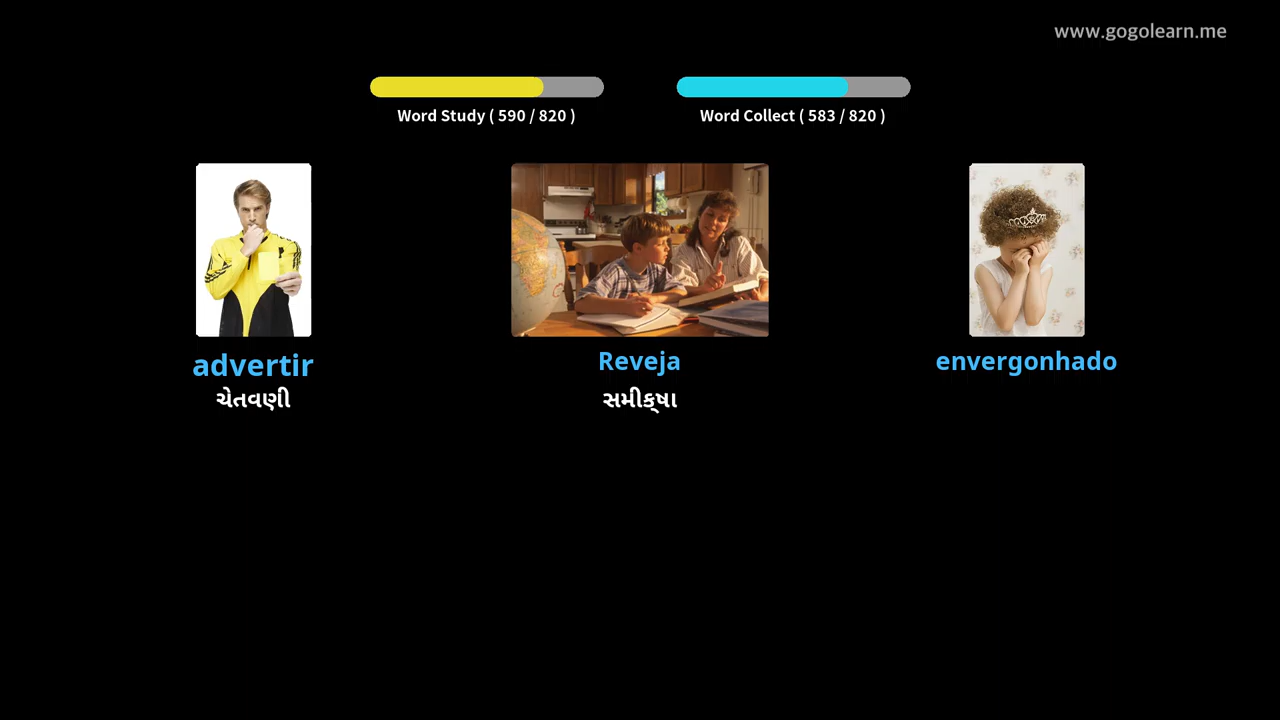 www.gogolearn.me
Word Study ( 590 / 820 )
Word Collect ( 583 / 820 )
advertir
ચેતવણી
Reveja
સમીક્ષા
envergonhado